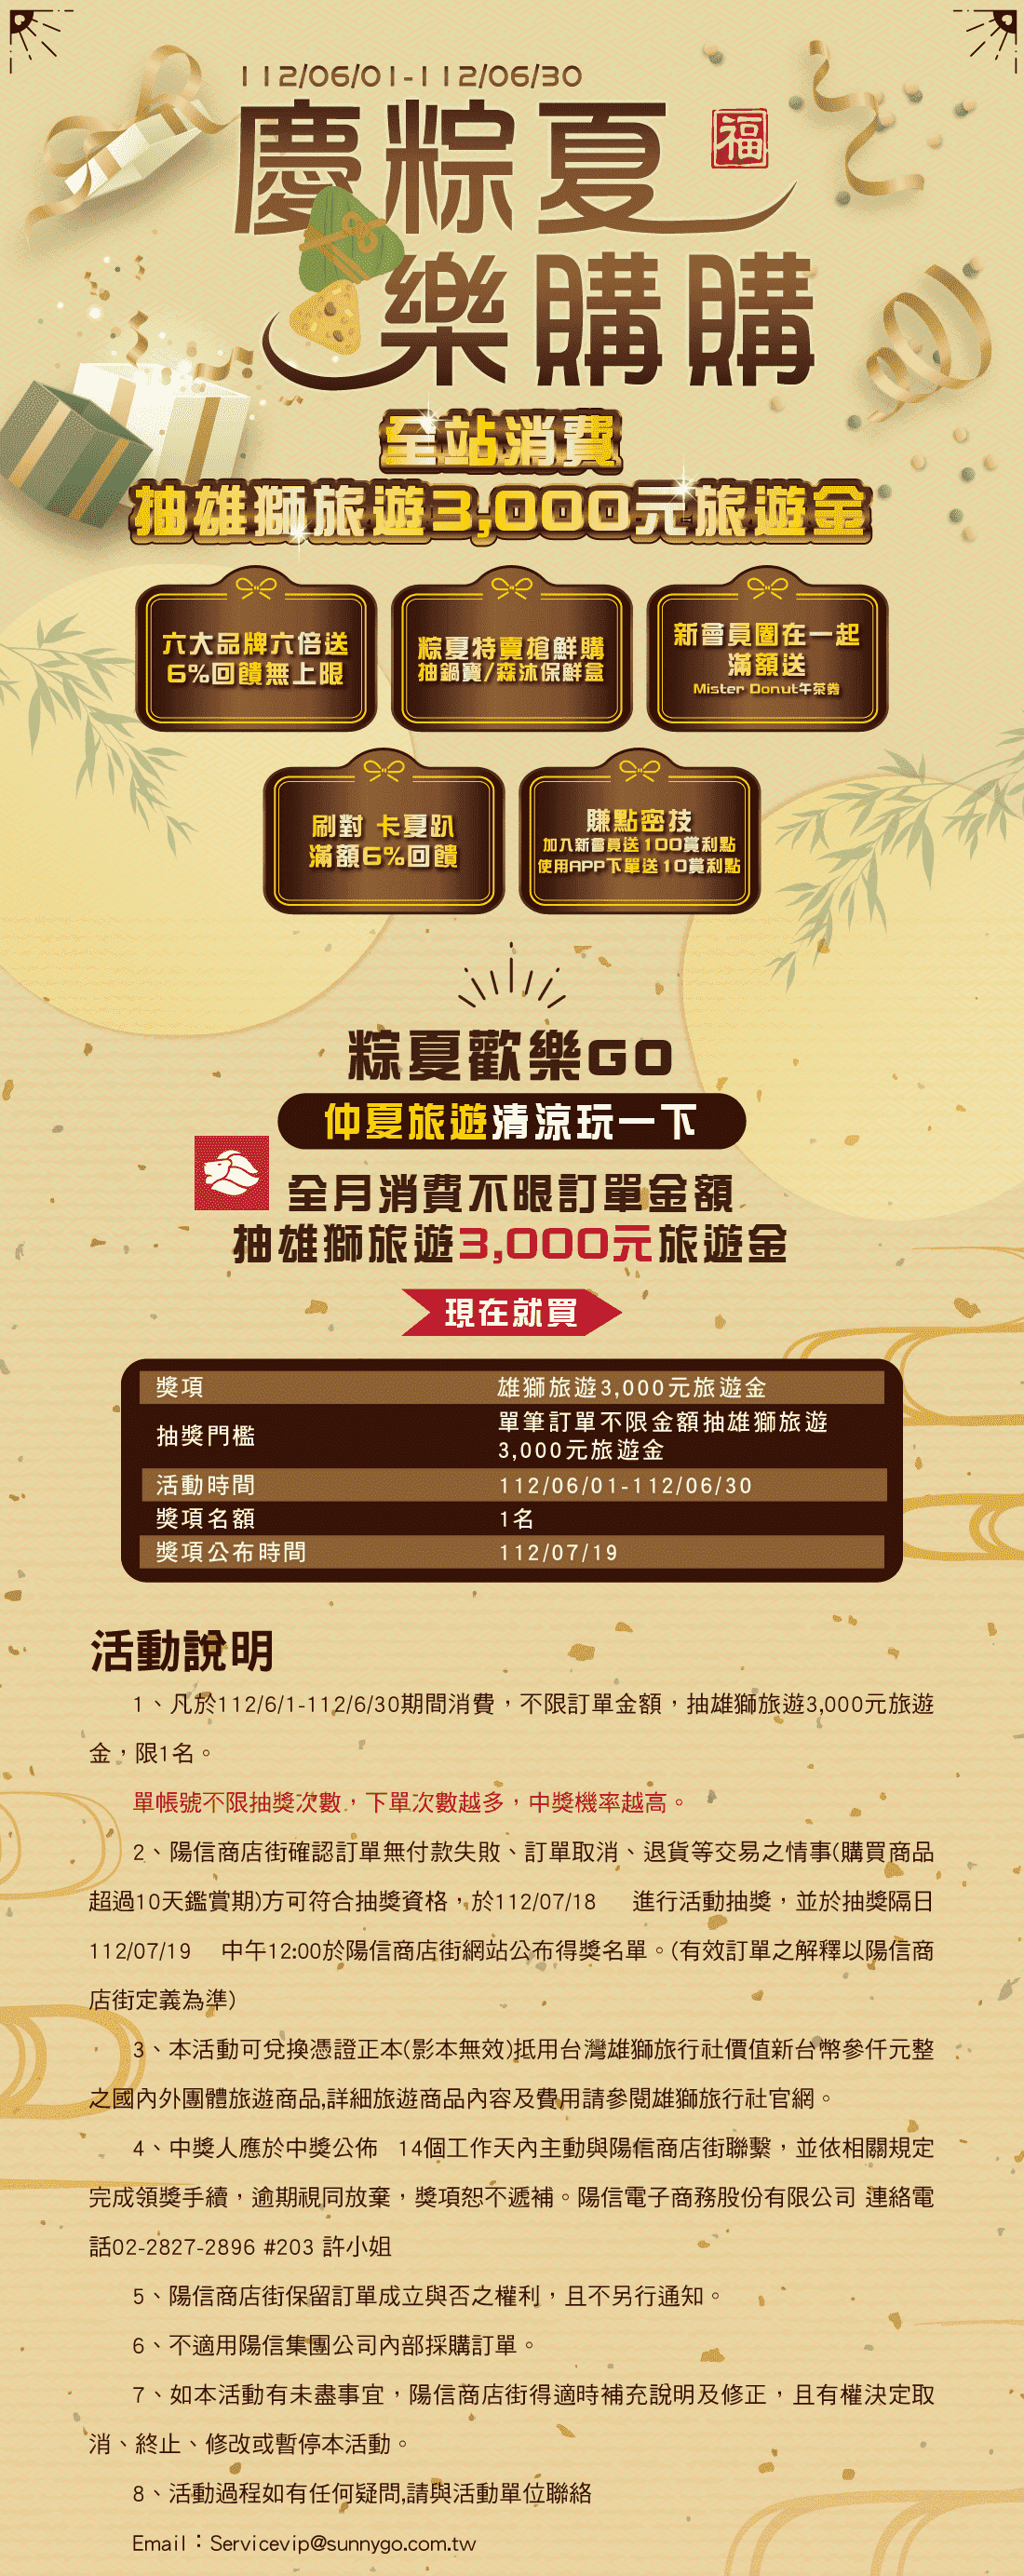 112/06/01-112/06/30
慶粽夏
福
樂購購
全站消費
抽雄獅旅遊3,000元旅遊金
六大品牌六倍送
6%回饋無上限
粽夏特賣搶鮮購
抽鍋寶/森沐保鮮盒
新會員圈在一起
滿額送
Mister Donut午茶券
刷對 卡夏趴
滿額6%回饋
賺點密技
加入新會員送100賞利點
使用APP下單送10賞利點
粽夏歡樂GO
仲夏旅遊清涼玩一下
全月消費不限訂單金額
抽雄獅旅遊3,000元旅遊金
現在就買
獎項 雄獅旅遊3,000元旅遊金
抽獎門檻 單筆訂單不限金額抽雄獅旅遊
3,000元旅遊金
活動時間 112/06/01-112/06/30
獎項名額 1名
獎項公布時間 112/07/19
活動說明
1、凡於112/6/1-112/6/30期間消費，不限訂單金額，抽雄獅旅遊3,000元旅遊
金，限1名。
單帳號不限抽獎次數，下單次數越多，中獎機率越高。
2、陽信商店街確認訂單無付款失敗、訂單取消、退貨等交易之情事(購買商品
超過10天鑑賞期)方可符合抽獎資格，於112/07/18 進行活動抽獎，並於抽獎隔日
112/07/19 中午12:00於陽信商店街網站公布得獎名單。(有效訂單之解釋以陽信商
店街定義為準)
3、本活動可兌換憑證正本(影本無效)抵用台灣雄獅旅行社價值新台幣參仟元整
之國內外團體旅遊商品,詳細旅遊商品內容及費用請參閱雄獅旅行社官網。
4、中獎人應於中獎公佈 14個工作天內主動與陽信商店街聯繫，並依相關規定
完成領獎手續，逾期視同放棄，獎項恕不遞補。陽信電子商務股份有限公司 連絡電
話02-2827-2896 #203 許小姐
5、陽信商店街保留訂單成立與否之權利，且不另行通知。
6、不適用陽信集團公司內部採購訂單。
7、如本活動有未盡事宜，陽信商店街得適時補充說明及修正，且有權決定取
消、終止、修改或暫停本活動。
8、活動過程如有任何疑問,請與活動單位聯絡
Email：Servicevip@sunnygo.com.tw